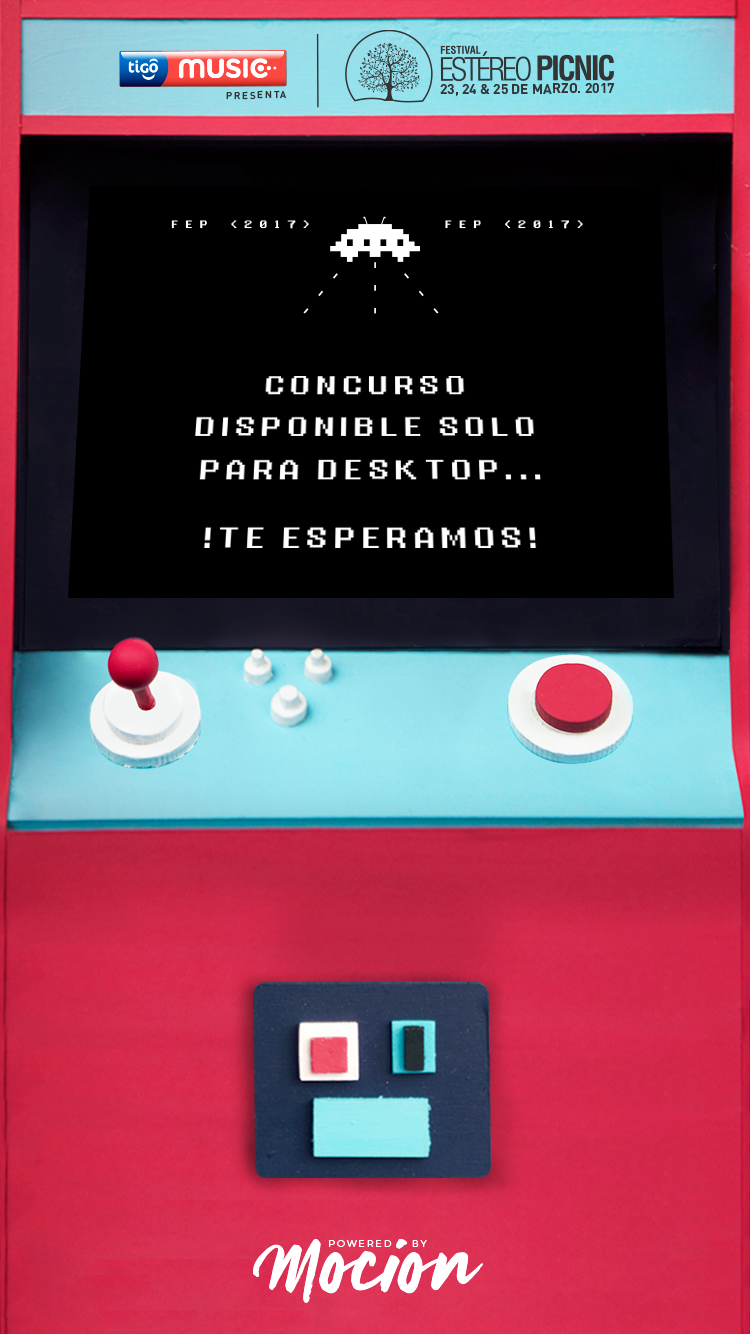 tigo MUSIC
PRESENTA
FESTIVAL
ESTÉREO PICNIC
23, 24 & 25 DE MARZO. 2017
FEP <2017> FEP <2017>
CONCURSO
DISPONIBLE SOLO
PARA DESKTOP...
!TE ESPERAMOS!
POWERED BY
Moción